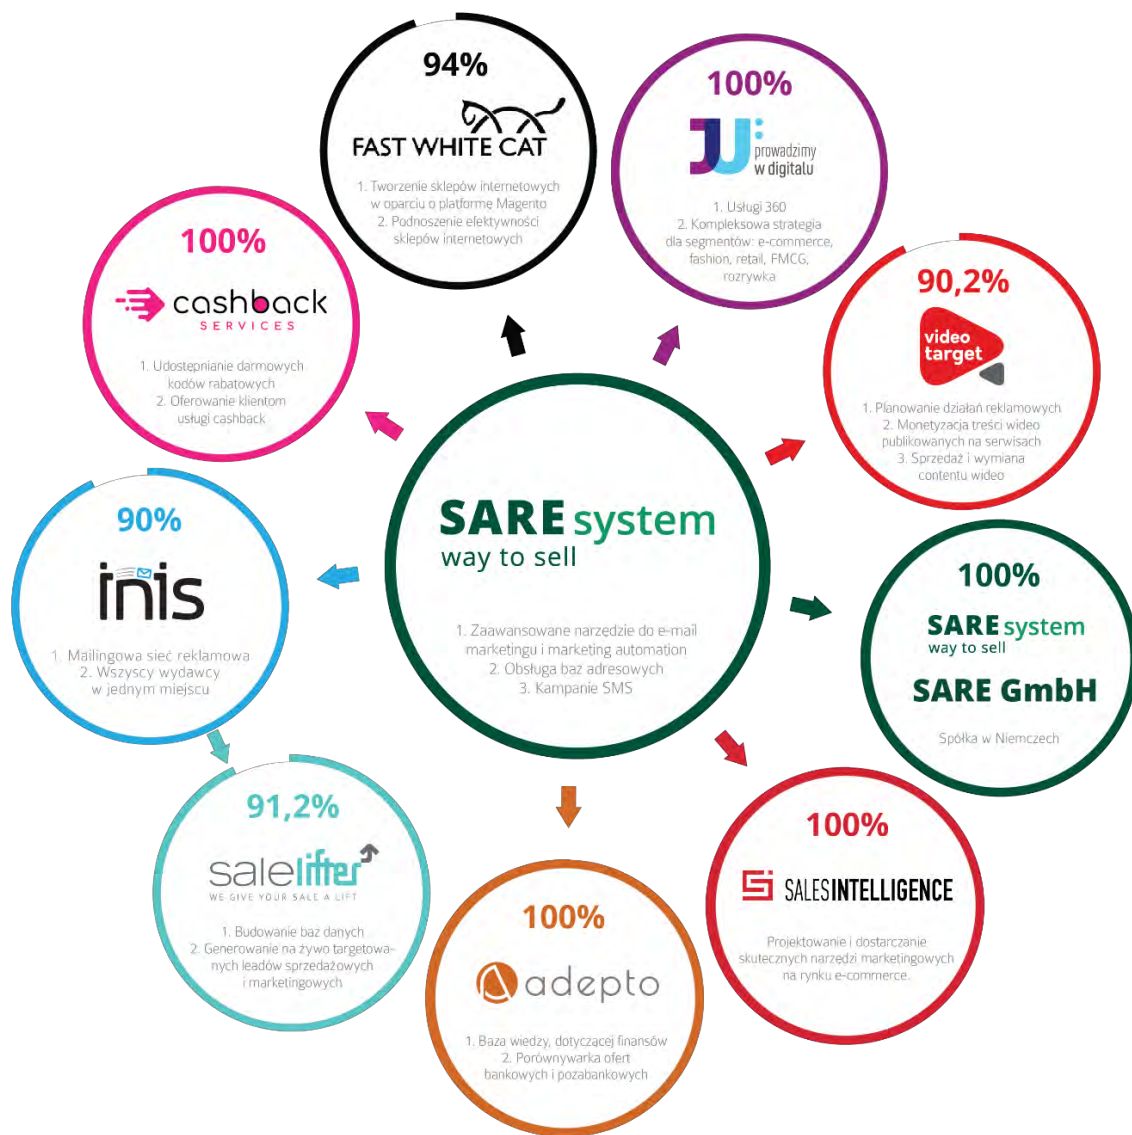 94%
FAST WHITE CAT
1. Tworzenie sklepów internetowych
w oparciu o platformę Magento
2. Podnoszenie efektywności
sklepów internetowych
100%
JU:
prowadzimy
w digitalu
1. Usługi 360
2. Kompleksowa strategia
dla segmentów: e-commerce,
fashion, retail, FMCG,
rozrywka
100%
cashback
SERVICES
1. Udostępnianie darmowych
kodów rabatowych
2. Oferowanie klientom
usługi cashback
90,2%
video
target
1. Planowanie działań reklamowych
2. Monetyzacja treści wideo
publikowanych na serwisach
3. Sprzedaż i wymiana
contentu wideo
SARE system
way to sell
1. Zaawansowane narzędzie do e-mail
marketingu i marketing automation
2. Obsługa baz adresowych
3. Kampanie SMS
90%
inis
1. Mailingowa sieć reklamowa
2. Wszyscy wydawcy
w jednym miejscu
100%
SARE system
way to sell
SARE GmbH
Spółka w Niemczech
91,2%
salelifter
WE GIVE YOUR SALE A LIFT
1. Budowanie baz danych
2. Generowanie na żywo targetowa-
nych leadów sprzedażowych
i marketingowych
100%
adepto
1. Baza wiedzy, dotyczącej finansów
2. Porównywarka ofert
bankowych i pozabankowych
100%
SALESINTELLIGENCE
Projektowanie i dostarczanie
skutecznych narzędzi marketingowych
na rynku e-commerce.